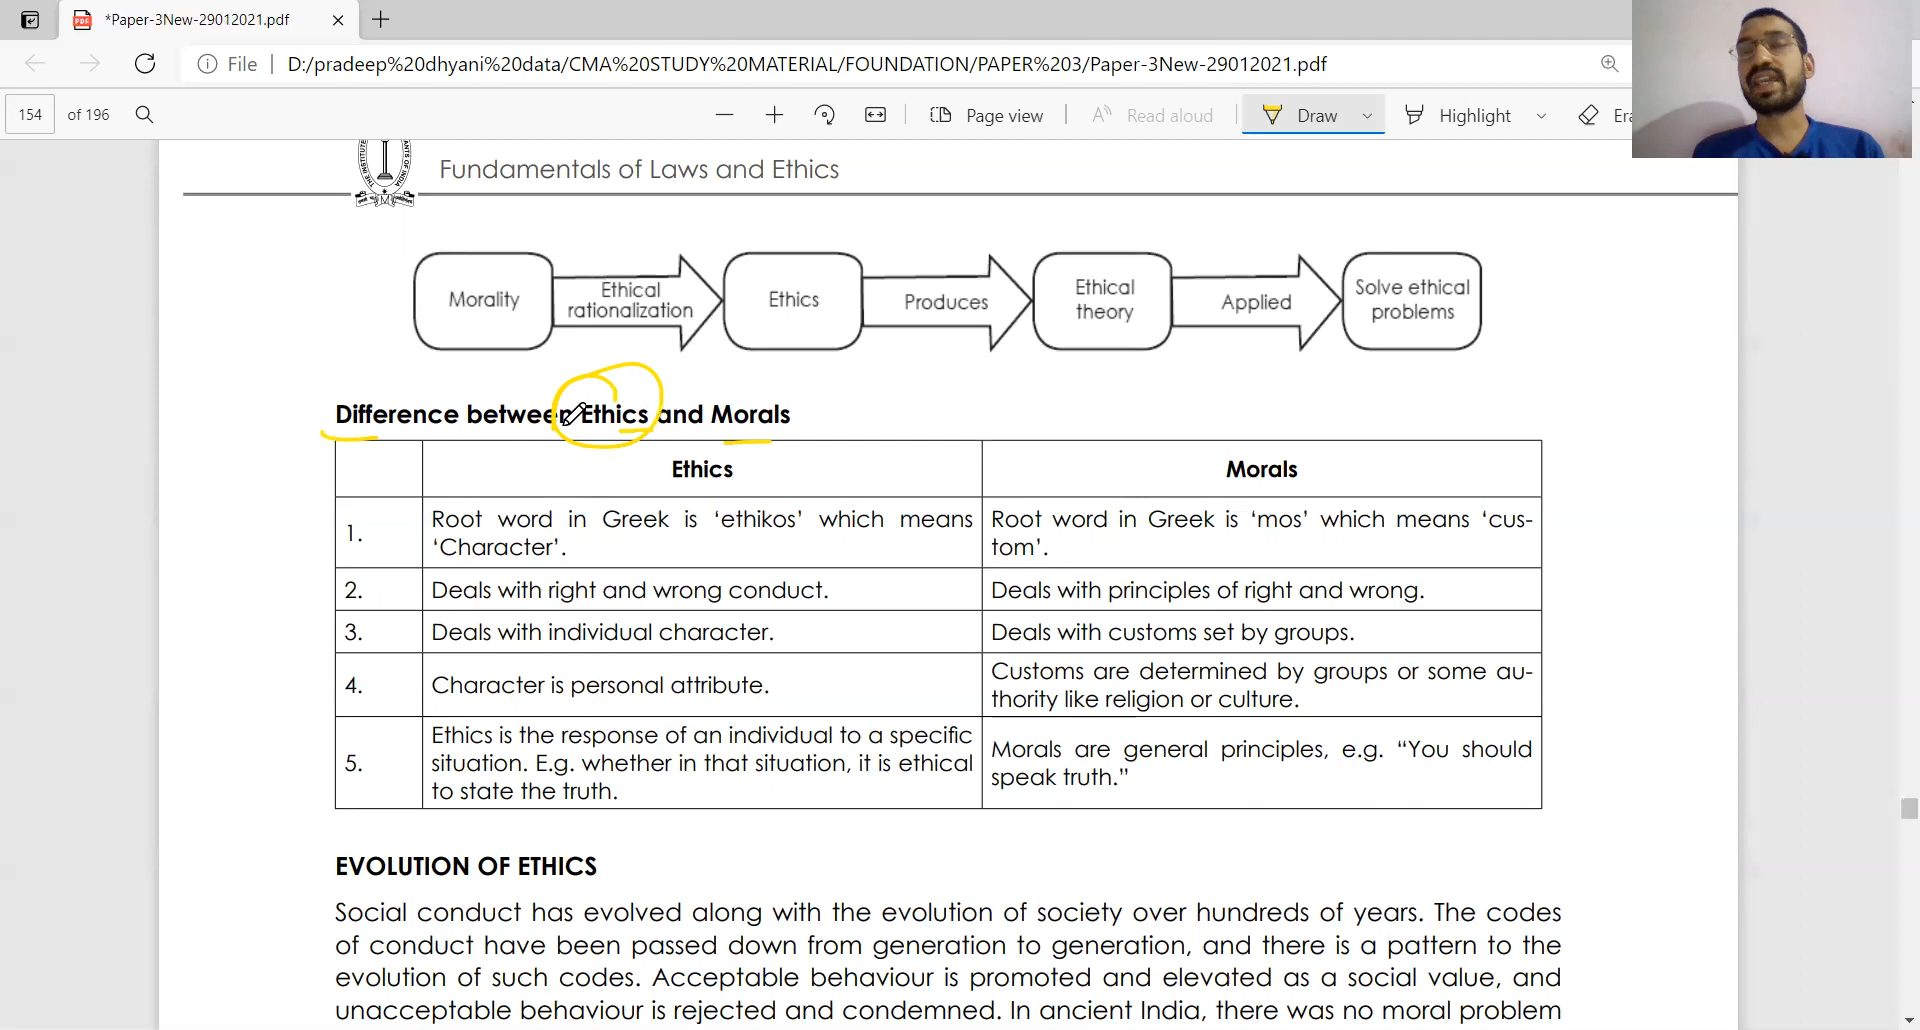 *Paper-3New-29012021.pdf
File
D:/pradeep%20dhyani%20data/CMA%20STUDY%20MATERIAL/FOUNDATION/PAPER%203/Paper-3New-29012021.pdf
154 of 196
Page view
Read aloud
Draw
Highlight
Fundamentals of Laws and Ethics
Morality
Ethical
rationalization
Ethics
Produces
Ethical
theory
Applied
Solve ethical
problems
Difference between Ethics and Morals
Ethics
Morals
1.
Root word in Greek is ‘ethikos’ which means
‘Character’.
Root word in Greek is ‘mos’ which means ‘cus-
tom’.
2.
Deals with right and wrong conduct.
Deals with principles of right and wrong.
3.
Deals with individual character.
Deals with customs set by groups.
4.
Character is personal attribute.
Customs are determined by groups or some au-
thority like religion or culture.
5.
Ethics is the response of an individual to a specific
situation. E.g. whether in that situation, it is ethical
to state the truth.
Morals are general principles, e.g. “You should
speak truth.”
EVOLUTION OF ETHICS
Social conduct has evolved along with the evolution of society over hundreds of years. The codes
of conduct have been passed down from generation to generation, and there is a pattern to the
evolution of such codes. Acceptable behaviour is promoted and elevated as a social value, and
unacceptable behaviour is rejected and condemned. In ancient India, there was no moral problem